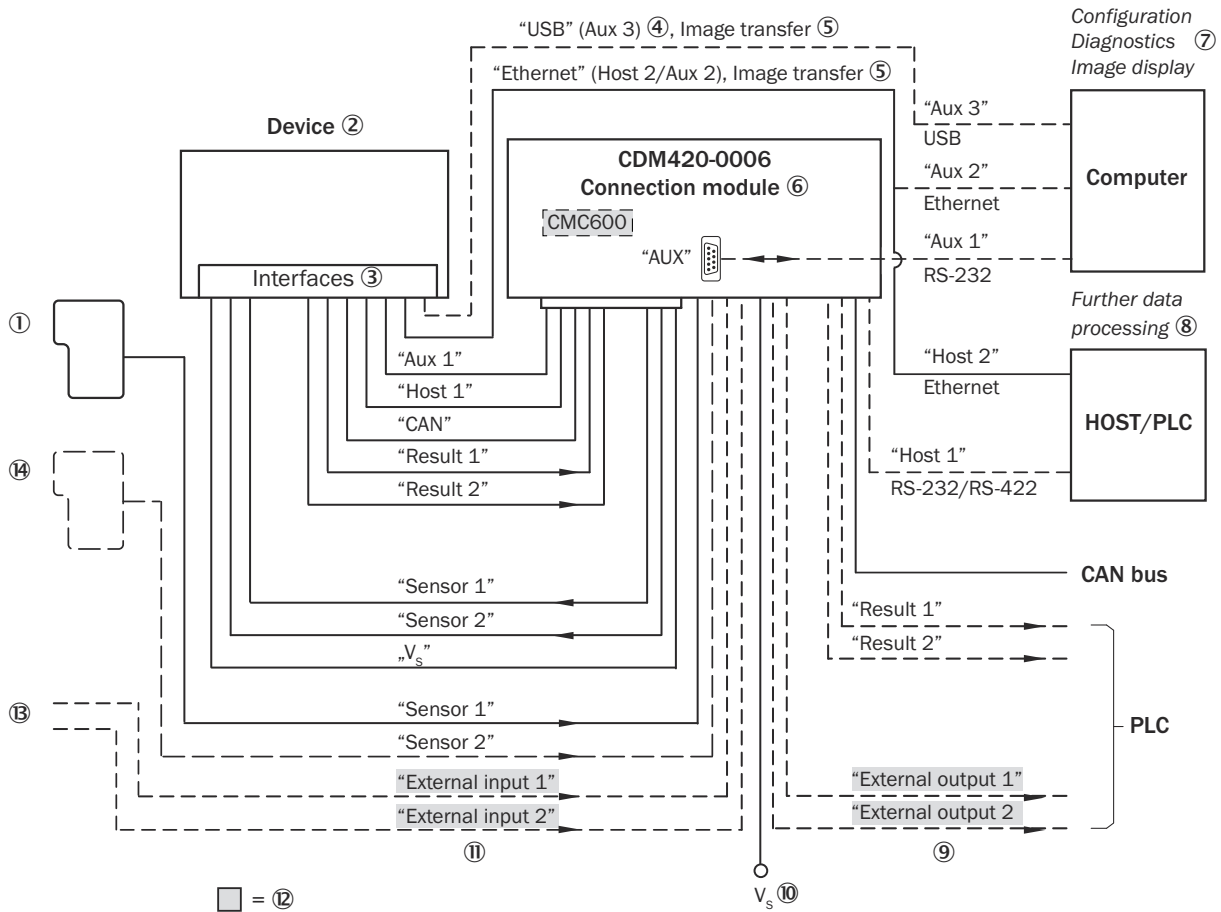 “USB” (Aux 3) ④, Image transfer ⑤
“Ethernet” (Host 2/Aux 2), Image transfer ⑤
Configuration
Diagnostics ⑦
Image display
Device ②
CDM420-0006
Connection module ⑥
CMC600
“AUX”
Interfaces ③
“Aux 3”
USB
“Aux 2”
Ethernet
“Aux 1”
RS-232
Computer
①
Further data
processing ⑧
“Host 2”
Ethernet
HOST/PLC
“Host 1”
RS-232/RS-422
“Aux 1”
“Host 1”
“CAN”
“Result 1”
“Result 2”
⑭
CAN bus
“Sensor 1”
“Sensor 2”
„Vs”
“Result 1”
“Result 2”
PLC
⑬
“Sensor 1”
“Sensor 2”
“External input 1”
“External input 2”
⑪
“External output 1”
“External output 2
⑨
= ⑫
Vs ⑩